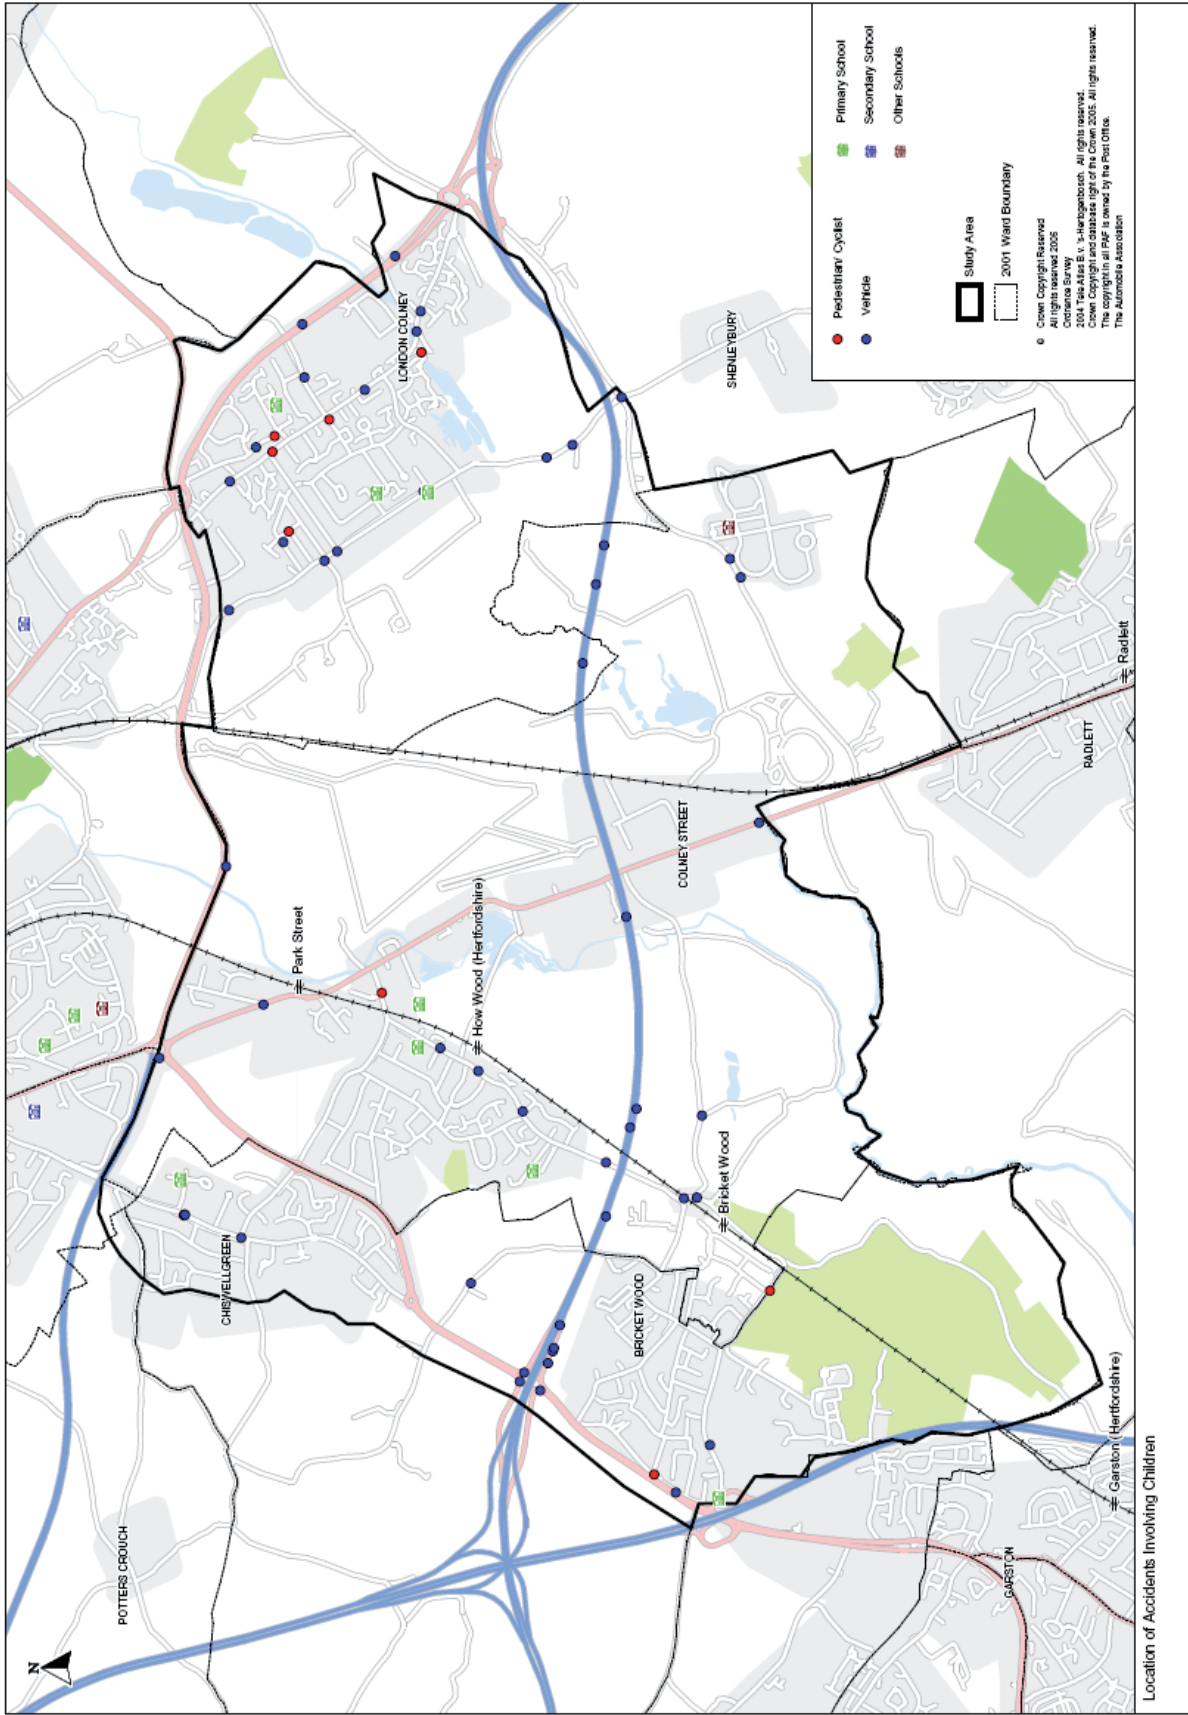 N
POTTERS CROUCH
CHISWELLGREEN
Park Street
LONDON COLNEY
How Wood (Hertfordshire)
BRICKET WOOD
Bricket Wood
COLNEY STREET
SHENLEYBURY
GARSTON
Garston (Hertfordshire)
RADLETT
Radlett
Pedestrian/ Cyclist
Vehicle
Primary School
Secondary School
Other Schools
Study Area
2001 Ward Boundary
© Crown Copyright Reserved
All rights reserved 2005
Ordnance Survey
2004 Tele Atlas B.v. 's-Hertogenbosch. All rights reserved.
Crown Copyright and database right of the Crown 2005. All rights reserved.
The copyright in all PAF is owned by the Post Office.
The Automobile Association
Location of Accidents Involving Children